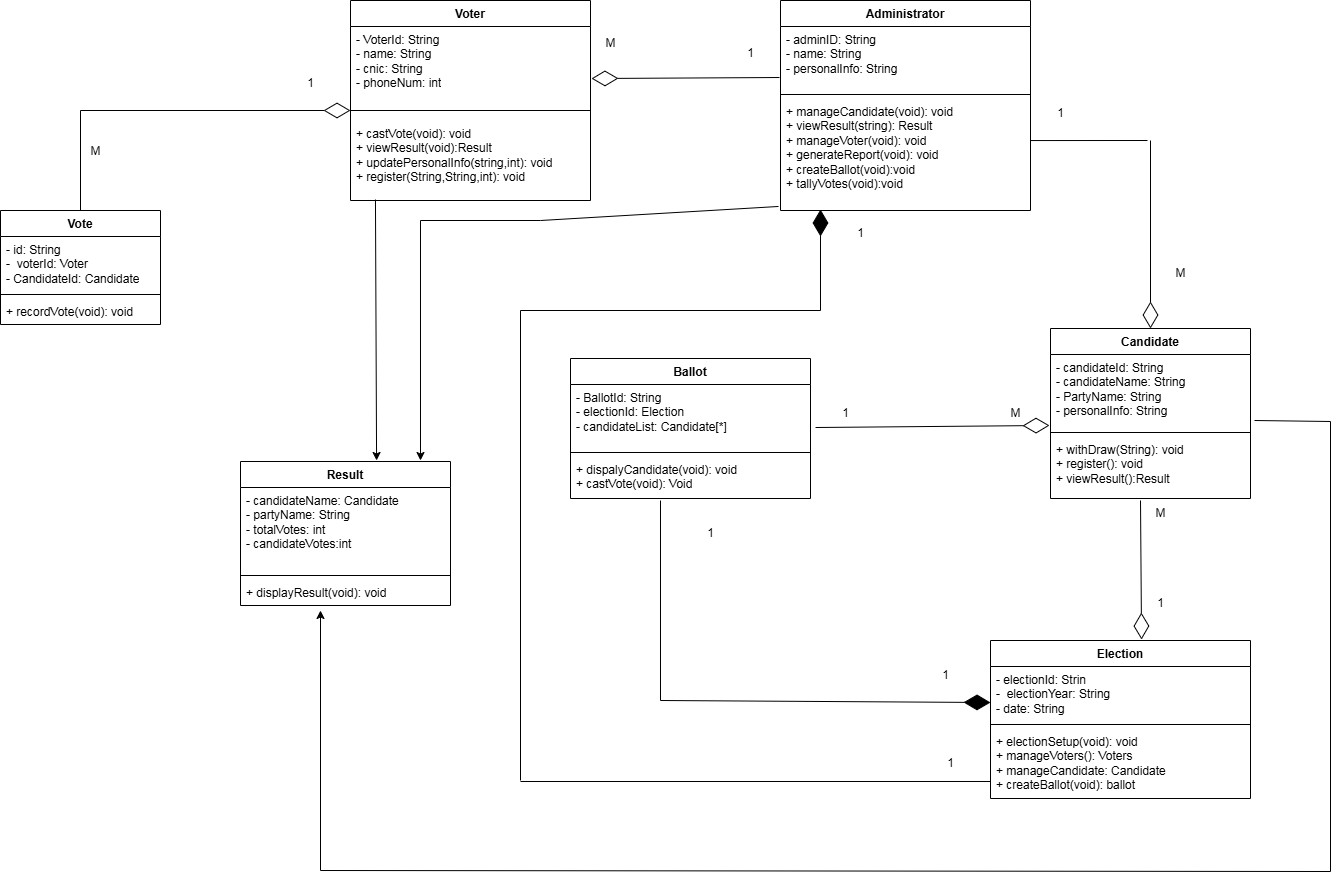 Voter
- VoterId: String
- name: String
- cnic: String
- phoneNum: int
+ castVote(void): void
+ viewResult(void):Result
+ updatePersonalInfo(string,int): void
+ register(String,String,int): void
M
1
Administrator
- adminID: String
- name: String
- personalInfo: String
+ manageCandidate(void): void
+ viewResult(string): Result
+ manageVoter(void): void
+ generateReport(void): void
+ createBallot(void):void
+ tallyVotes(void):void
1
M
Vote
- id: String
- voterId: Voter
- CandidateId: Candidate
+ recordVote(void): void
1
M
1
Candidate
- candidateId: String
- candidateName: String
- PartyName: String
- personalInfo: String
+ withDraw(String): void
+ register(): void
+ viewResult():Result
Ballot
- BallotId: String
- electionId: Election
- candidateList: Candidate[*]
+ dispalyCandidate(void): void
+ castVote(void): Void
1
M
Result
- candidateName: Candidate
- partyName: String
- totalVotes: int
- candidateVotes:int
+ displayResult(void): void
1
M
1
Election
- electionId: Strin
- electionYear: String
- date: String
+ electionSetup(void): void
+ manageVoters(): Voters
+ manageCandidate: Candidate
+ createBallot(void): ballot
1
1